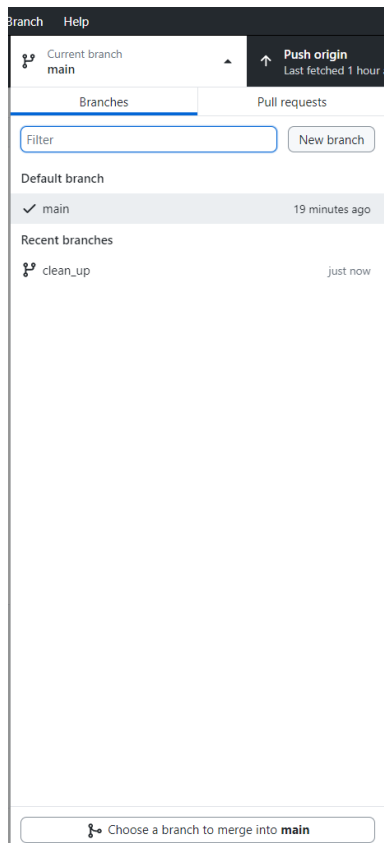 Branch Help
Current branch
main
Push origin
Last fetched 1 hour
Branches Pull requests
Filter
New branch
Default branch
main 19 minutes ago
Recent branches
clean_up just now
Choose a branch to merge into main